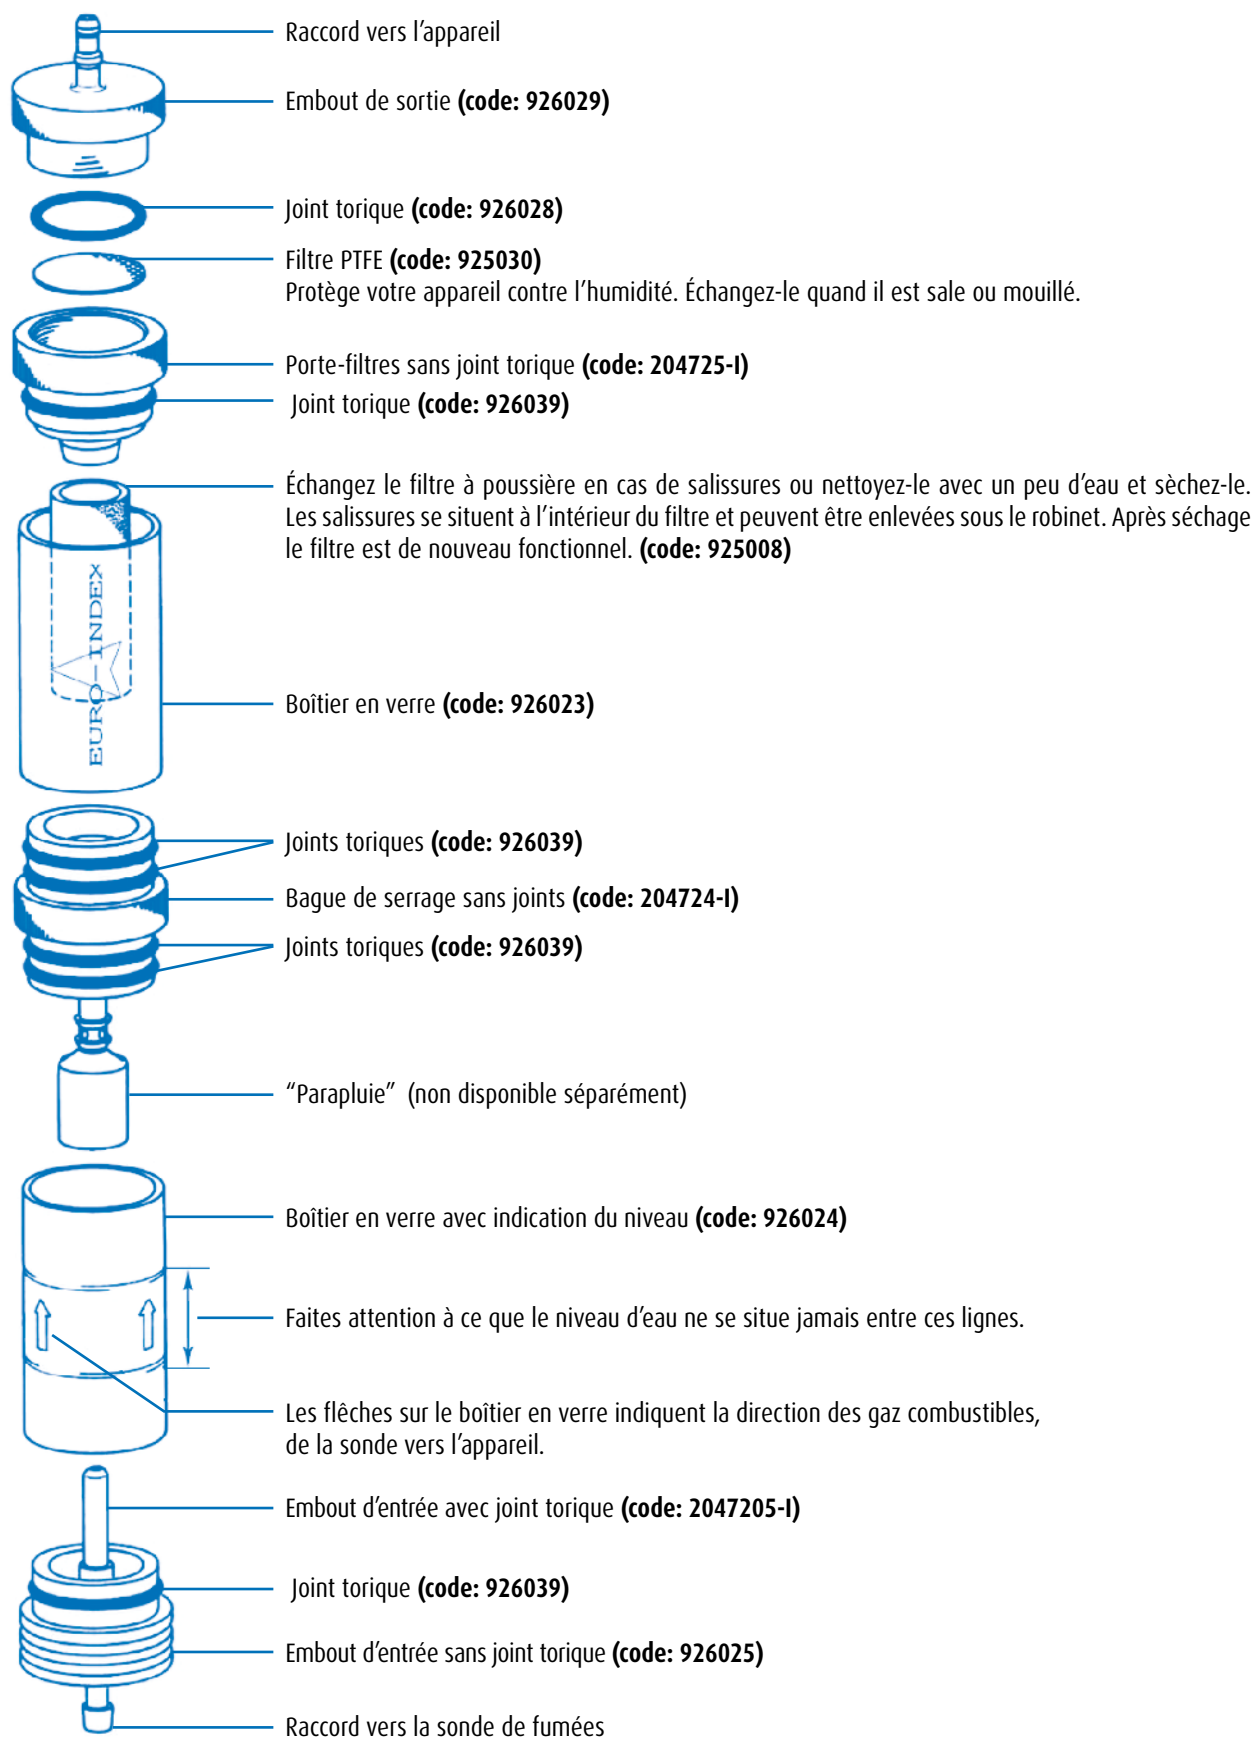 Raccord vers l’appareil
Embout de sortie (code: 926029)
Joint torique (code: 926028)
Filtre PTFE (code: 925030)
Protège votre appareil contre l’humidité. Échangez-le quand il est sale ou mouillé.
Porte-filtres sans joint torique (code: 204725-I)
Joint torique (code: 926039)
Échangez le filtre à poussière en cas de salissures ou nettoyez-le avec un peu d’eau et sèchez-le.
Les salissures se situent à l’intérieur du filtre et peuvent être enlevées sous le robinet. Après séchage
le filtre est de nouveau fonctionnel. (code: 925008)
EURO-INDEX
Boîtier en verre (code: 926023)
Joints toriques (code: 926039)
Bague de serrage sans joints (code: 204724-I)
Joints toriques (code: 926039)
“Parapluie” (non disponible séparément)
Boîtier en verre avec indication du niveau (code: 926024)
Faites attention à ce que le niveau d’eau ne se situe jamais entre ces lignes.
Les flêches sur le boîtier en verre indiquent la direction des gaz combustibles,
de la sonde vers l’appareil.
Embout d’entrée avec joint torique (code: 2047205-I)
Joint torique (code: 926039)
Embout d’entrée sans joint torique (code: 926025)
Raccord vers la sonde de fumées